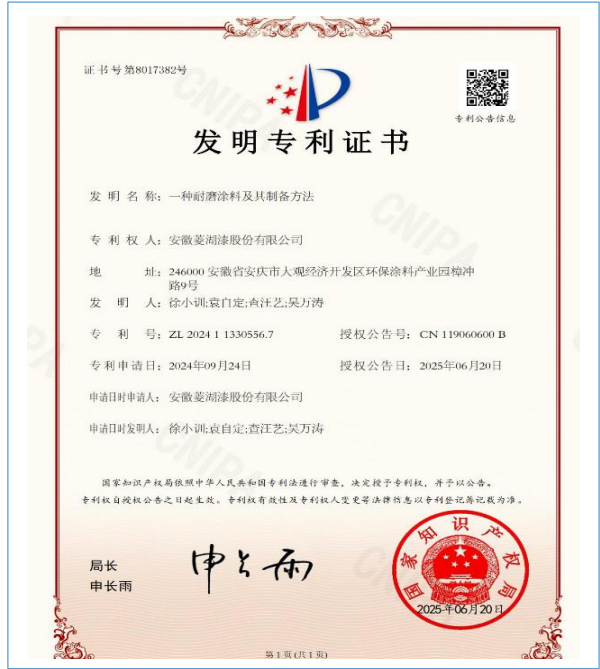 证书号第8017382号
专利公告信息
发明专利证书
发明名称：一种耐磨涂料及其制备方法
专利权人：安徽菱湖漆股份有限公司
地址：246000 安徽省安庆市大观经济开发区环保涂料产业园樟冲
路9号
发明人：徐小训;袁自定;查汪艺;吴万涛
专利号：ZL 2024 1 1330556.7
授权公告号：CN 119060600 B
专利申请日：2024年09月24日
授权公告日：2025年06月20日
申请日时申请人：安徽菱湖漆股份有限公司
申请日时发明人：徐小训;袁自定;查汪艺;吴万涛
国家知识产权局依照中华人民共和国专利法进行审查，决定授予专利权，并予以公告。
专利权自授权公告之日起生效。专利权有效性及专利权人变更等法律信息以专利登记簿记载为准。
局长
申长雨
申长雨
国家知识产权局
2025年06月20日
第1页(共1页)
CNIPA
CNIPA
CNIPA